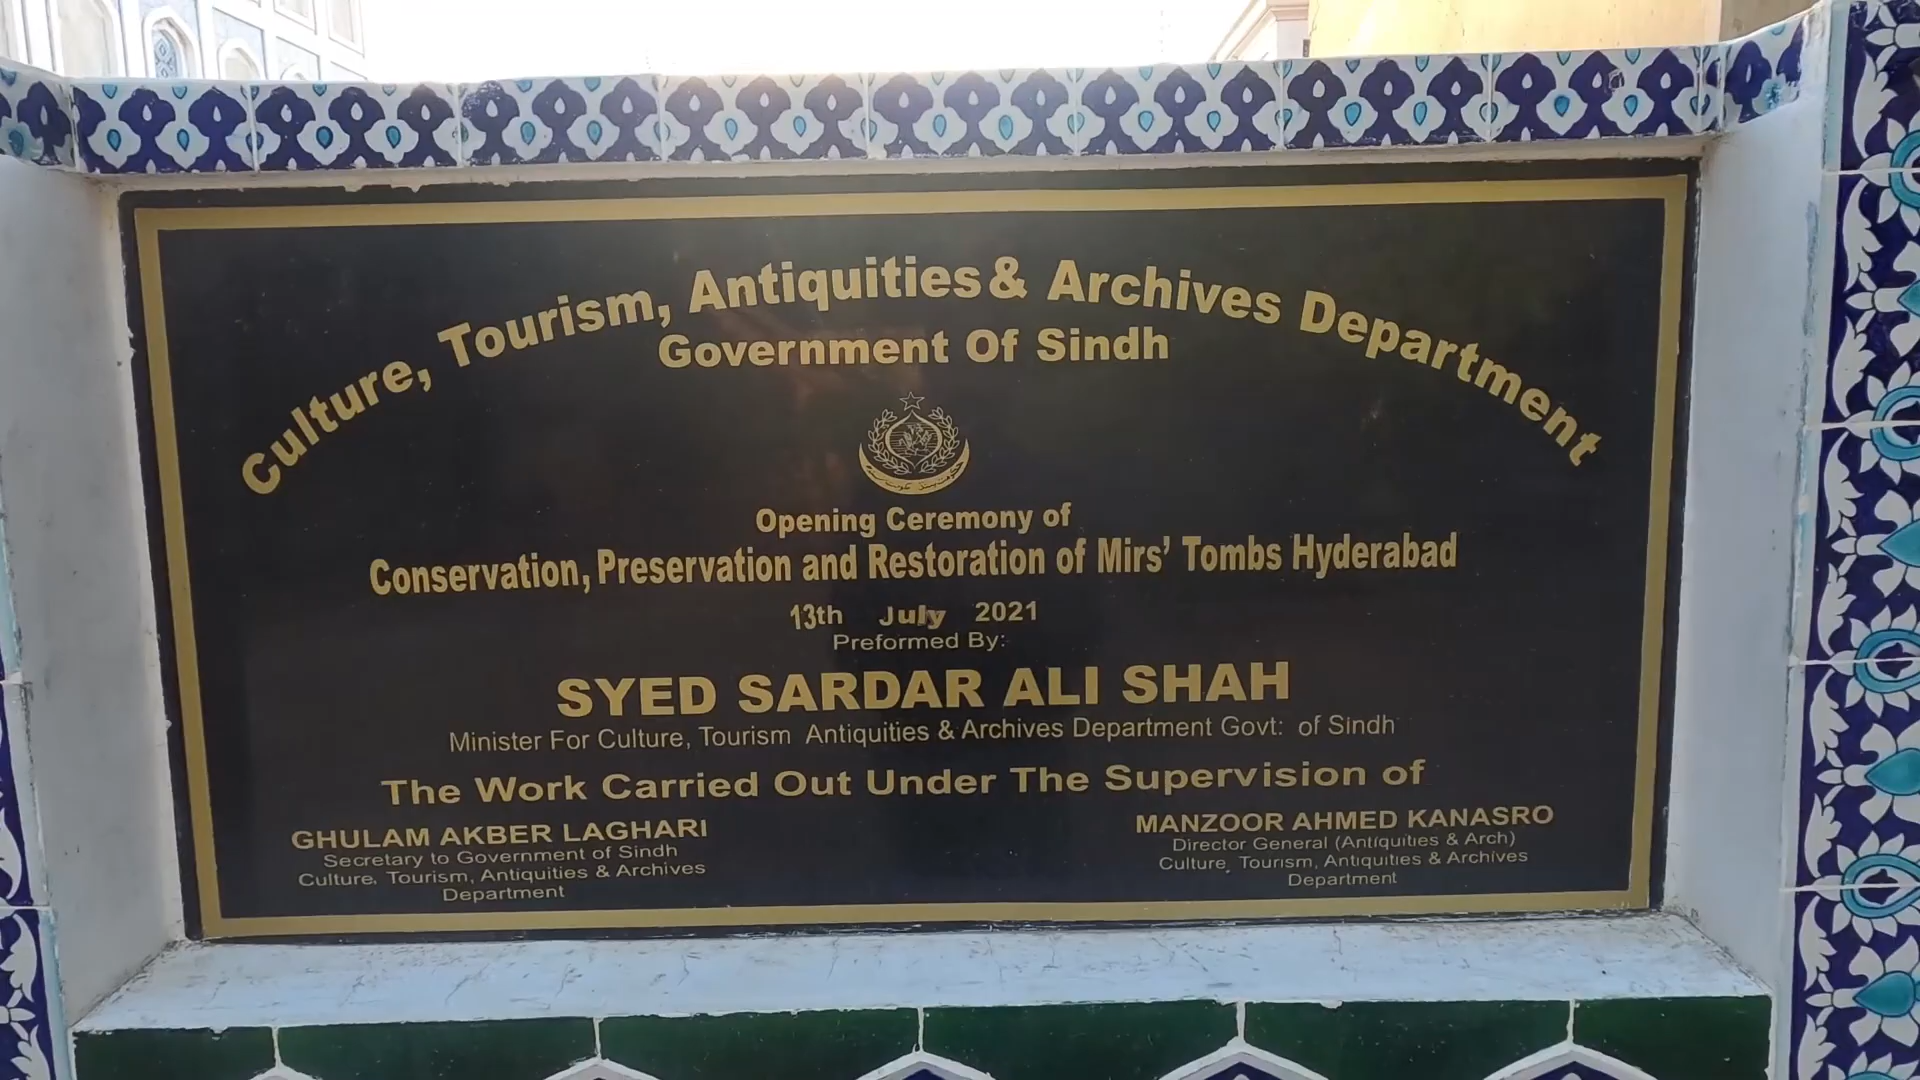 Culture, Tourism, Antiquities & Archives Department
Government Of Sindh
Opening Ceremony of
Conservation, Preservation and Restoration of Mirs' Tombs Hyderabad
13th July 2021
Preformed By:
SYED SARDAR ALI SHAH
Minister For Culture, Tourism Antiquities & Archives Department Govt: of Sindh
The Work Carried Out Under The Supervision of
GHULAM AKBER LAGHARI
Secretary to Government of Sindh
Culture, Tourism, Antiquities & Archives
Department
MANZOOR AHMED KANASRO
Director General (Antiquities & Arch)
Culture, Tourism, Antiquities & Archives
Department